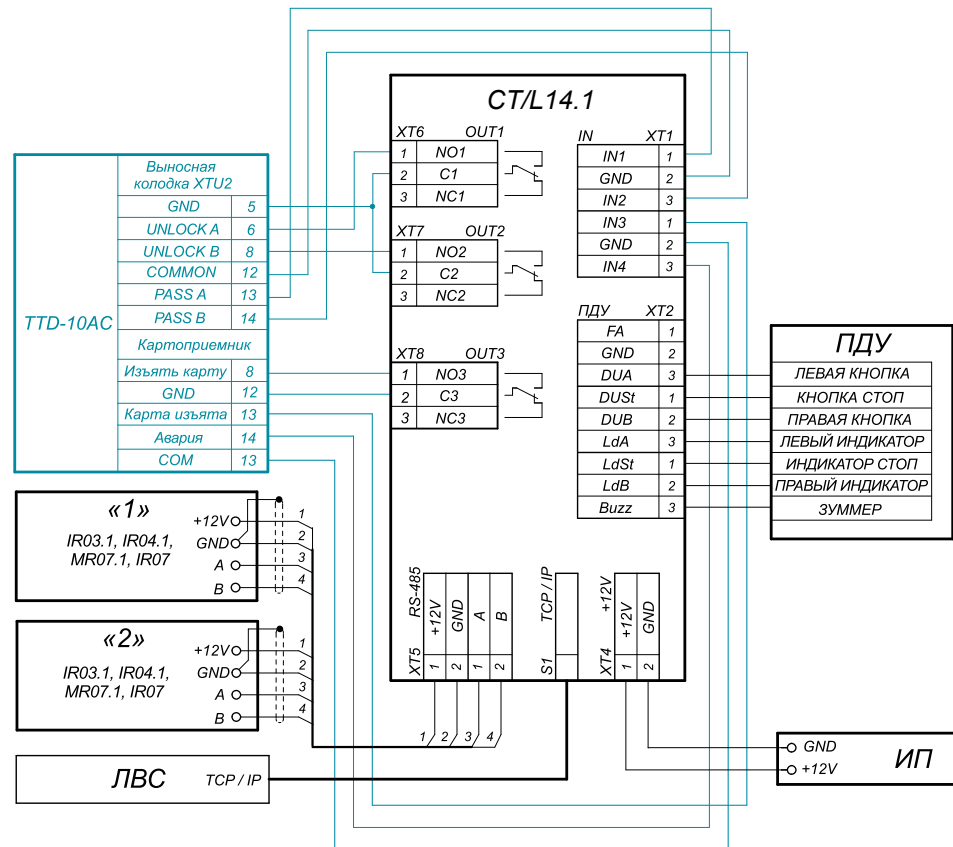 CT/L14.1
XT6 OUT1
1 NO1
2 C1
3 NC1
XT7 OUT2
1 NO2
2 C2
3 NC2
XT8 OUT3
1 NO3
2 C3
3 NC3
IN XT1
IN1 1
GND 2
IN2 3
IN3 1
GND 2
IN4 3
ПДУ XT2
FA 1
GND 2
DUA 3
DUSt 1
DUB 2
LdA 3
LdSt 1
LdB 2
Buzz 3
TTD-10AC
Выносная
колодка XTU2
GND 5
UNLOCK A 6
UNLOCK B 8
COMMON 12
PASS A 13
PASS B 14
Картоприемник
Изъять карту 8
GND 12
Карта изъята 13
Авария 14
COM 13
ПДУ
ЛЕВАЯ КНОПКА
КНОПКА СТОП
ПРАВАЯ КНОПКА
ЛЕВЫЙ ИНДИКАТОР
ИНДИКАТОР СТОП
ПРАВЫЙ ИНДИКАТОР
ЗУММЕР
«1»
IR03.1, IR04.1,
MR07.1, IR07
+12V 1
GND 2
A 3
B 4
«2»
IR03.1, IR04.1,
MR07.1, IR07
+12V 1
GND 2
A 3
B 4
XT5 RS-485
1 +12V
2 GND
1 A
2 B
1 2 3 4
S1 TCP / IP
XT4 +12V
1 +12V
2 GND
ЛВС TCP / IP
ИП
GND
+12V